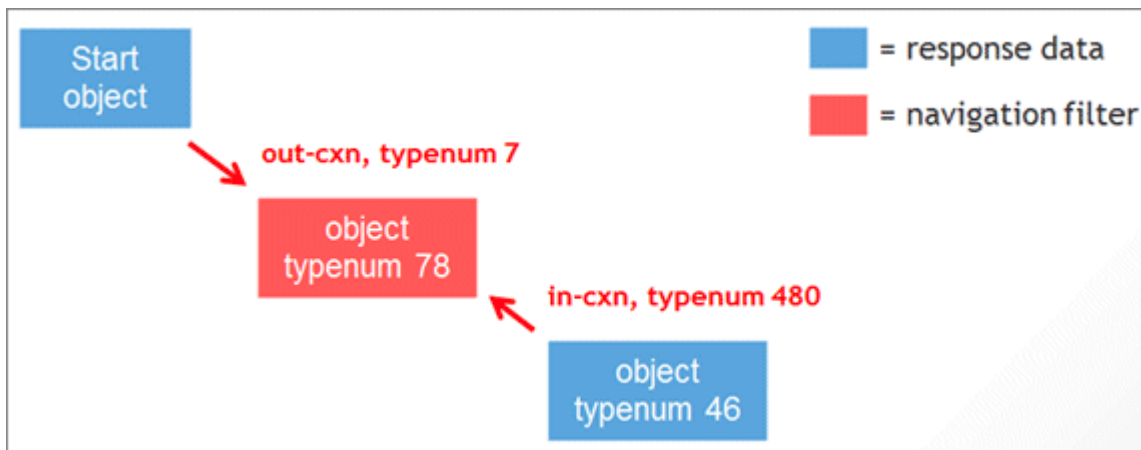 Start
object
= response data
= navigation filter
out-cxn, typenum 7
object
typenum 78
in-cxn, typenum 480
object
typenum 46